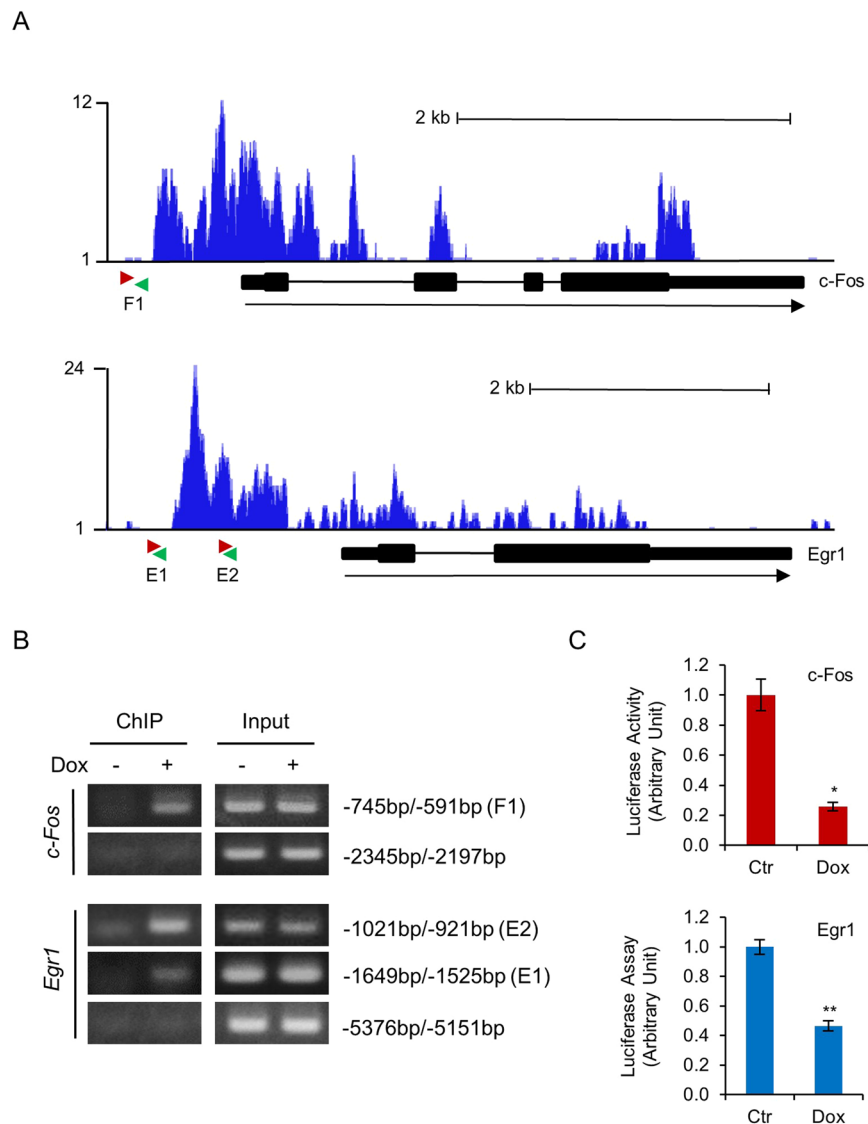 A
12
2 kb
1
F1
c-Fos
24
2 kb
1
E1
E2
Egr1
B
ChIP
Input
Dox
-
+
-
+
c-Fos
-745bp/-591bp (F1)
-2345bp/-2197bp
Egr1
-1021bp/-921bp (E2)
-1649bp/-1525bp (E1)
-5376bp/-5151bp
C
c-Fos
Luciferase Activity
(Arbitrary Unit)
1.2
1.0
0.8
0.6
0.4
0.2
0.0
*
Ctr
Dox
Egr1
Luciferase Assay
(Arbitrary Unit)
1.2
1.0
0.8
0.6
0.4
0.2
0.0
**
Ctr
Dox